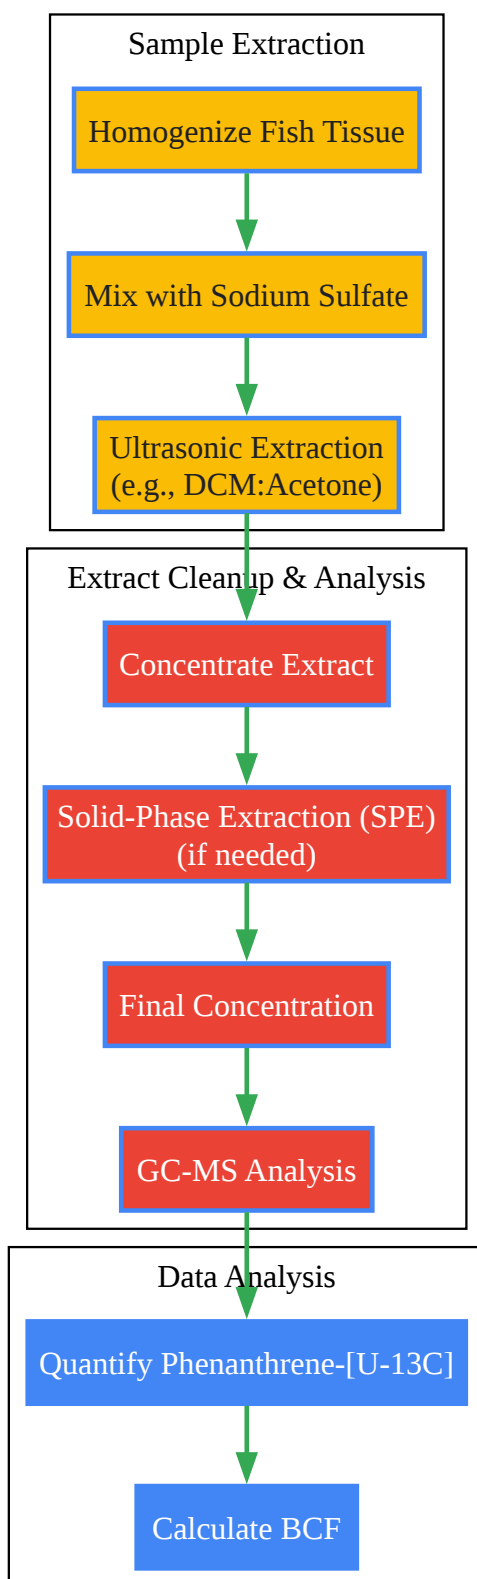 Sample Extraction
Homogenize Fish Tissue
Mix with Sodium Sulfate
Ultrasonic Extraction
(e.g., DCM:Acetone)
Extract Cleanup & Analysis
Concentrate Extract
Solid-Phase Extraction (SPE)
(if needed)
Final Concentration
GC-MS Analysis
Data Analysis
Quantify Phenanthrene-[U-13C]
Calculate BCF